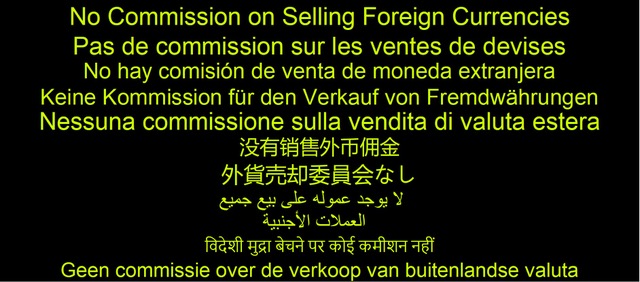 No Commission on Selling Foreign Currencies
Pas de commission sur les ventes de devises
No hay comisión de venta de moneda extranjera
Keine Kommission für den Verkauf von Fremdwährungen
Nessuna commissione sulla vendita di valuta estera
没有销售外币佣金
外貨売却委員会なし
لا يوجد عموله على بيع جميع
العملات الأجنبية
विदेशी मुद्रा बेचने पर कोई कमीशन नहीं
Geen commissie over de verkoop van buitenlandse valuta